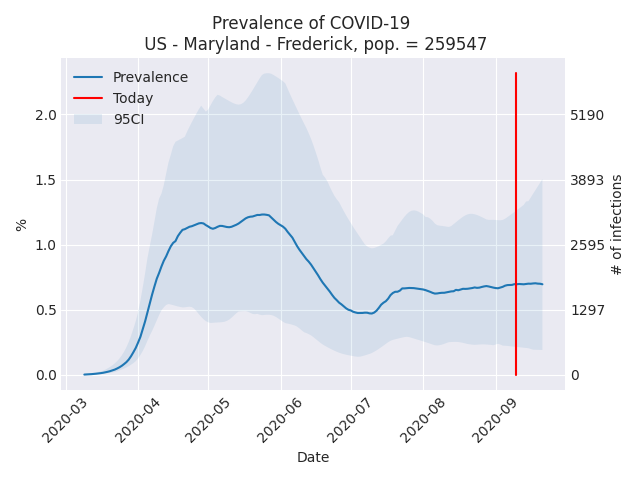 Prevalence of COVID-19
US - Maryland - Frederick, pop. = 259547
Prevalence
Today
95CI
%
2.0
1.5
1.0
0.5
0.0
5190
3893
2595
1297
0
# of infections
2020-03
2020-04
2020-05
2020-06
2020-07
2020-08
2020-09
Date